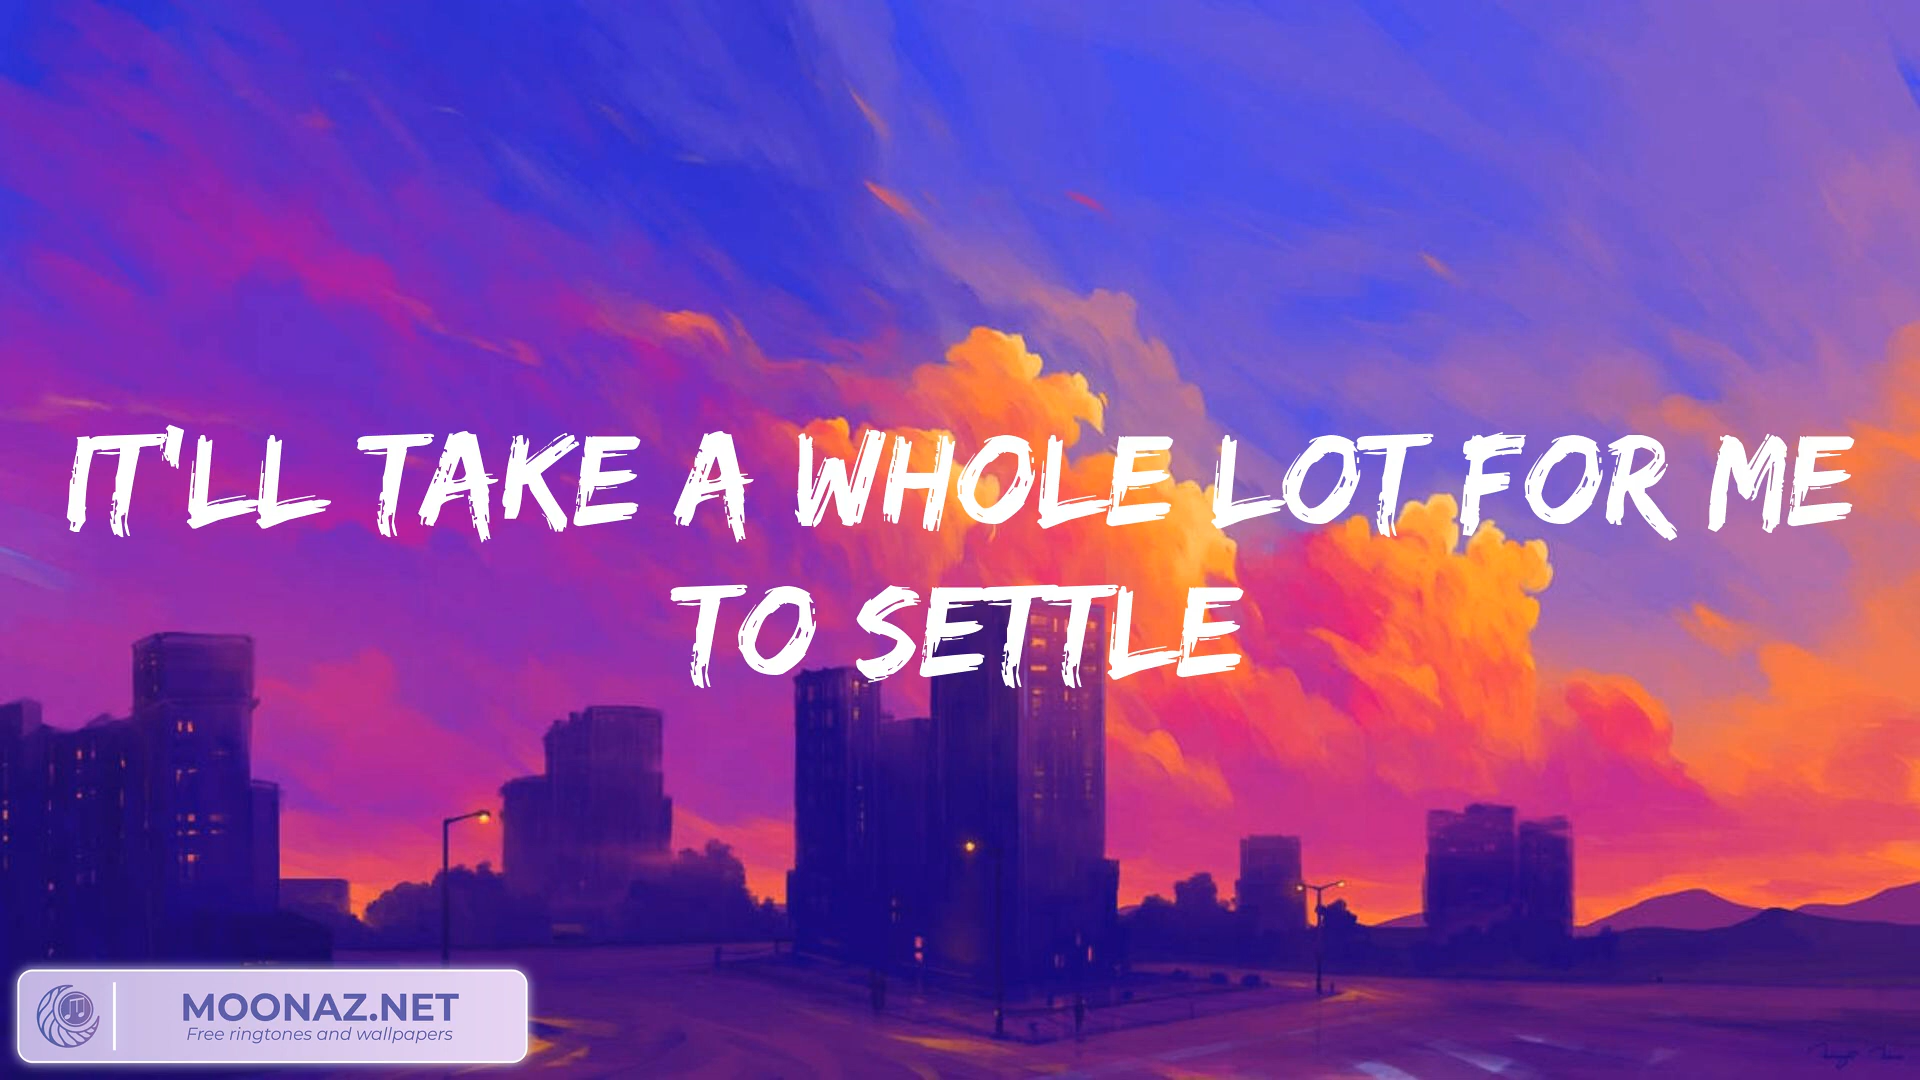 IT'LL TAKE A WHOLE LOT FOR ME
TO SETTLE
MOONAZ.NET
Free ringtones and wallpapers